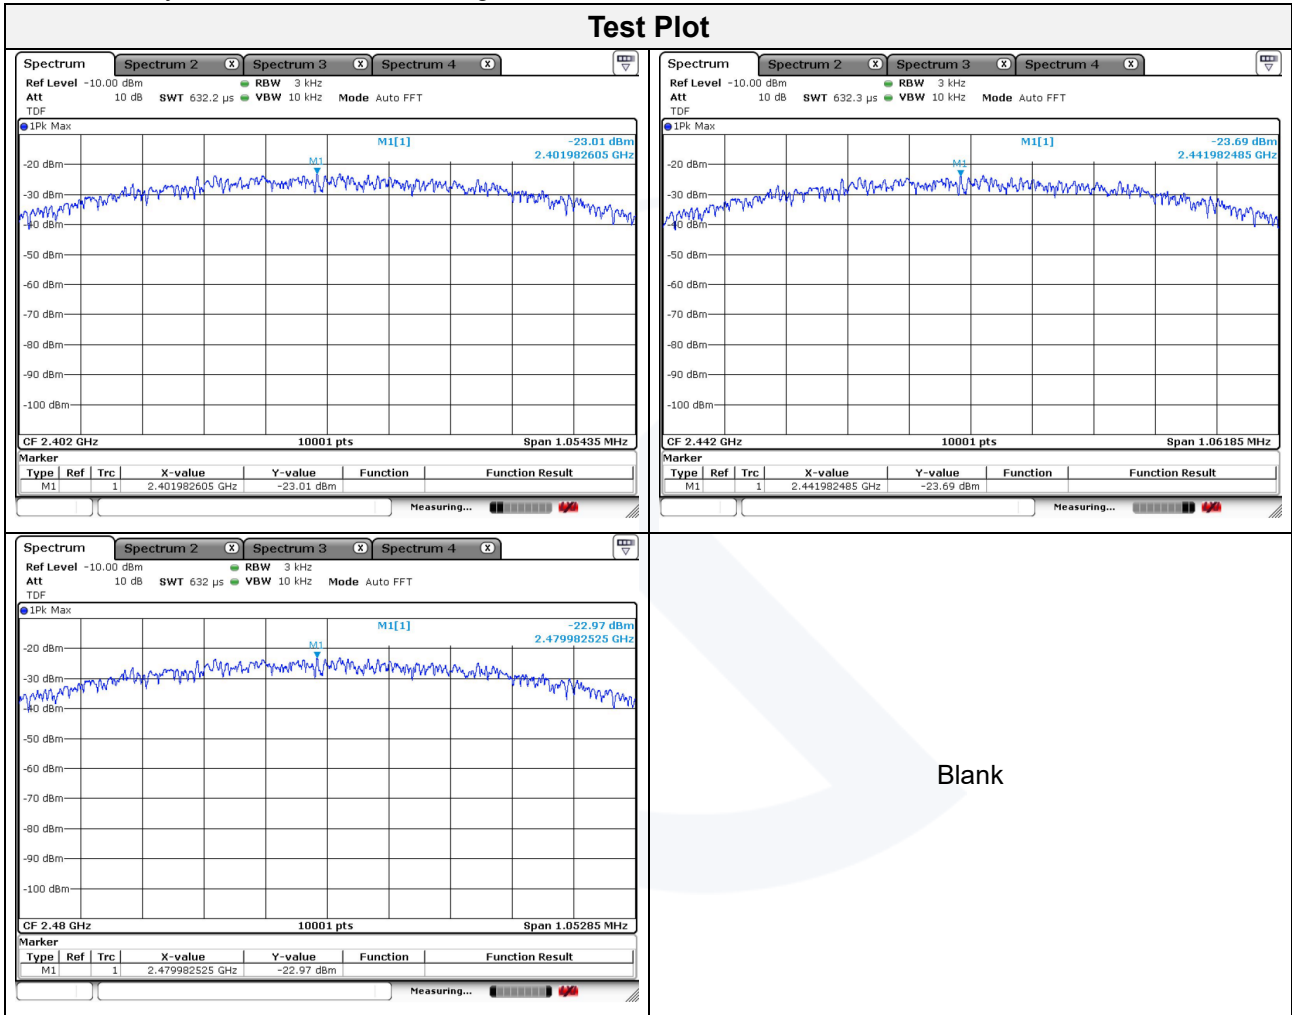 Test Plot
Spectrum Spectrum 2 X Spectrum 3 X Spectrum 4 X
Ref Level -10.00 dBm RBW 3 kHz
Att 10 dB SWT 632.2 µs VBW 10 kHz Mode Auto FFT
TDF
1Pk Max
M1[1] -23.01 dBm
2.401982605 GHz
M1
-20 dBm
-30 dBm
-40 dBm
-50 dBm
-60 dBm
-70 dBm
-80 dBm
-90 dBm
-100 dBm
CF 2.402 GHz 10001 pts Span 1.05435 MHz
Marker
Type Ref Trc X-value Y-value Function Function Result
M1 1 2.401982605 GHz -23.01 dBm
Measuring...
Spectrum Spectrum 2 X Spectrum 3 X Spectrum 4 X
Ref Level -10.00 dBm RBW 3 kHz
Att 10 dB SWT 632.3 µs VBW 10 kHz Mode Auto FFT
TDF
1Pk Max
M1[1] -23.69 dBm
2.441982485 GHz
M1
-20 dBm
-30 dBm
-40 dBm
-50 dBm
-60 dBm
-70 dBm
-80 dBm
-90 dBm
-100 dBm
CF 2.442 GHz 10001 pts Span 1.06185 MHz
Marker
Type Ref Trc X-value Y-value Function Function Result
M1 1 2.441982485 GHz -23.69 dBm
Measuring...
Spectrum Spectrum 2 X Spectrum 3 X Spectrum 4 X
Ref Level -10.00 dBm RBW 3 kHz
Att 10 dB SWT 632 µs VBW 10 kHz Mode Auto FFT
TDF
1Pk Max
M1[1] -22.97 dBm
2.479982525 GHz
M1
-20 dBm
-30 dBm
-40 dBm
-50 dBm
-60 dBm
-70 dBm
-80 dBm
-90 dBm
-100 dBm
CF 2.48 GHz 10001 pts Span 1.05285 MHz
Marker
Type Ref Trc X-value Y-value Function Function Result
M1 1 2.479982525 GHz -22.97 dBm
Measuring...
Blank